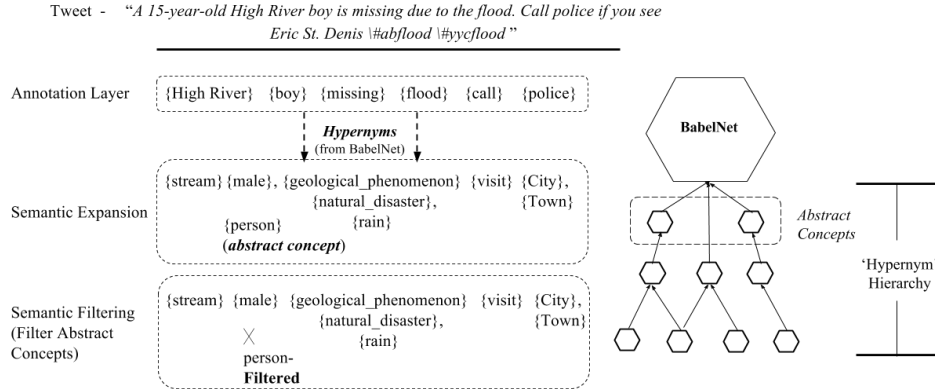 Tweet - “A 15-year-old High River boy is missing due to the flood. Call police if you see
Eric St. Denis \#abflood \#yycflood ”
Annotation Layer
{High River} {boy} {missing} {flood} {call} {police}
Hypernyms
(from BabelNet)
Semantic Expansion
{stream} {male}, {geological_phenomenon} {visit} {City},
{natural_disaster}, {Town}
{person} {rain}
(abstract concept)
Semantic Filtering
(Filter Abstract
Concepts)
{stream} {male} {geological_phenomenon} {visit} {City},
{natural_disaster}, {Town}
{rain}
person-
Filtered
BabelNet
Abstract
Concepts
‘Hypernym
Hierarchy